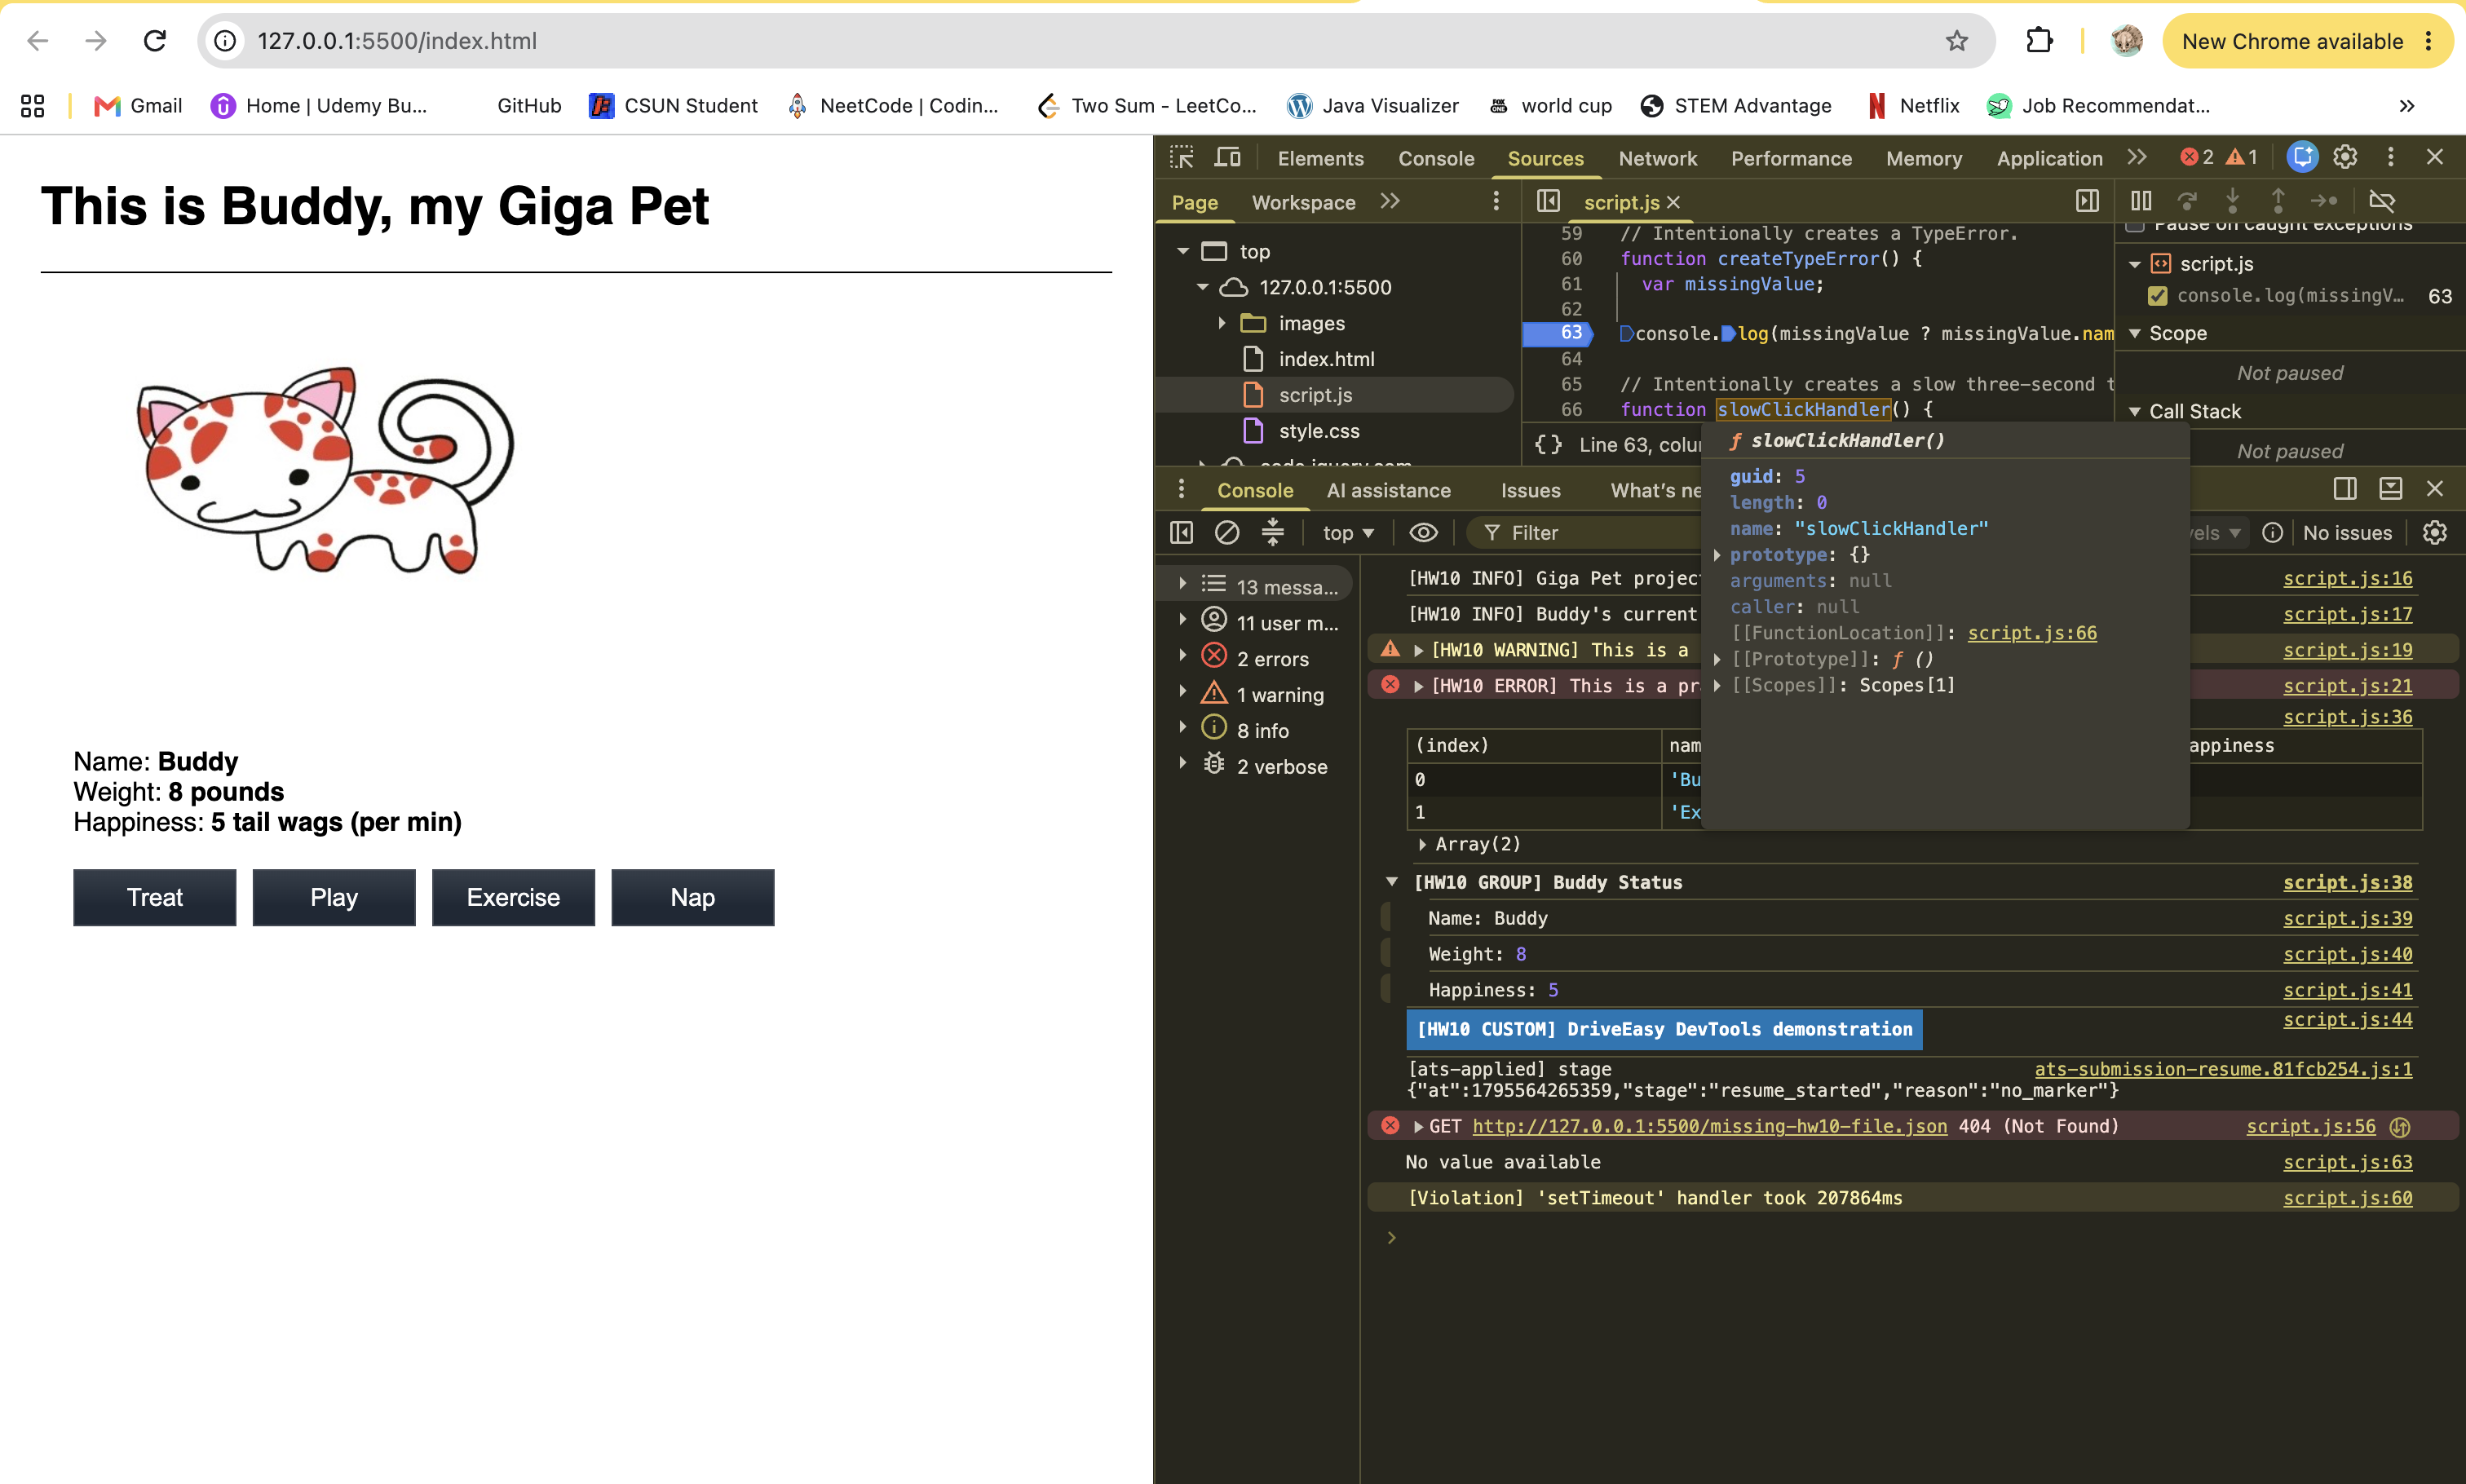 127.0.0.1:5500/index.html
New Chrome available
Gmail
Home | Udemy Bu...
GitHub
CSUN Student
NeetCode | Codin...
Two Sum - LeetCo...
Java Visualizer
world cup
STEM Advantage
Netflix
Job Recommendat...
This is Buddy, my Giga Pet
Name: Buddy
Weight: 8 pounds
Happiness: 5 tail wags (per min)
Treat
Play
Exercise
Nap
Elements
Console
Sources
Network
Performance
Memory
Application
2
1
Page
Workspace
script.js
top
127.0.0.1:5500
images
index.html
script.js
style.css
59 // Intentionally creates a TypeError.
60 function createTypeError() {
61 var missingValue;
62
63 console.log(missingValue ? missingValue.nam
64
65 // Intentionally creates a slow three-second t
66 function slowClickHandler() {
{} Line 63, colu
Pause on caught exceptions
script.js
console.log(missingV... 63
Scope
Not paused
Call Stack
Not paused
ƒ slowClickHandler()
guid: 5
length: 0
name: "slowClickHandler"
prototype: {}
arguments: null
caller: null
[[FunctionLocation]]: script.js:66
[[Prototype]]: ƒ ()
[[Scopes]]: Scopes[1]
Console
AI assistance
Issues
What's ne
top
Filter
vels
No issues
13 messa...
11 user m...
2 errors
1 warning
8 info
2 verbose
[HW10 INFO] Giga Pet projec script.js:16
[HW10 INFO] Buddy's current script.js:17
[HW10 WARNING] This is a script.js:19
[HW10 ERROR] This is a pr script.js:21
script.js:36
(index) nam appiness
0 'Bu
1 'Ex
Array(2)
[HW10 GROUP] Buddy Status script.js:38
Name: Buddy script.js:39
Weight: 8 script.js:40
Happiness: 5 script.js:41
[HW10 CUSTOM] DriveEasy DevTools demonstration script.js:44
[ats-applied] stage ats-submission-resume.81fcb254.js:1
{"at":1795564265359,"stage":"resume_started","reason":"no_marker"}
GET http://127.0.0.1:5500/missing-hw10-file.json 404 (Not Found) script.js:56
No value available script.js:63
[Violation] 'setTimeout' handler took 207864ms script.js:60